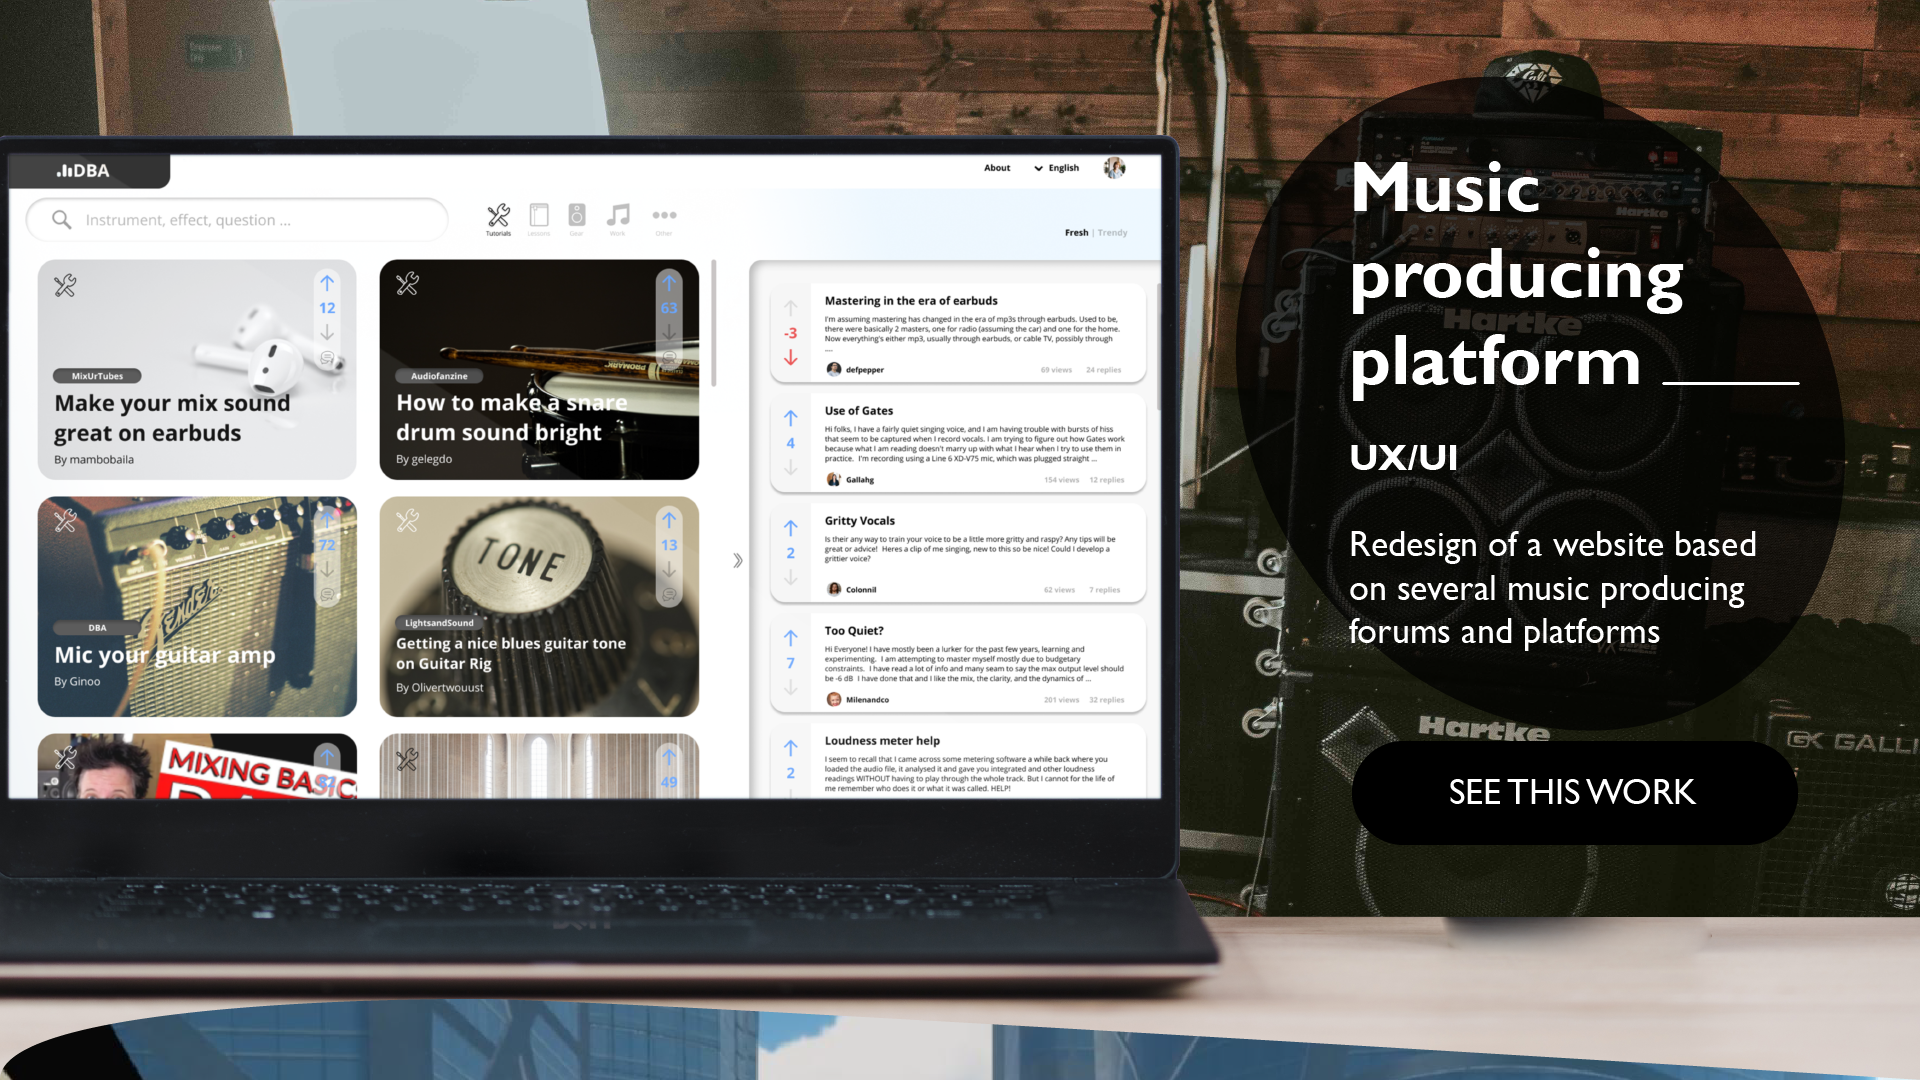 DBA
About
English
Instrument, effect, question ...
Tutorials
Lessons
Gear
Work
Other
Fresh | Trendy
12
MixUrTubes
Make your mix sound
great on earbuds
By mambobaila
63
PROMARK
Audiofanzine
How to make a snare
drum sound bright
By gelegdo
72
Fender
DBA
Mic your guitar amp
By Ginoo
13
TONE
LightsandSound
Getting a nice blues guitar tone
on Guitar Rig
By Olivertwouust
MIXING BASICS
49
Mastering in the era of earbuds
I'm assuming mastering has changed in the era of mp3s through earbuds. Used to be,
there were basically 2 masters, one for radio (assuming the car) and one for the home.
Now everything's either mp3, usually through earbuds, or cable TV, possibly through
....
-3
defpepper
69 views 24 replies
Use of Gates
Hi folks, I have a fairly quiet singing voice, and I am having trouble with bursts of hiss
that seem to be captured when I record vocals. I am trying to figure out how Gates work
because what I am reading doesn't marry up with what I hear when I try to use them in
practice. I'm recording using a Line 6 XD-V75 mic, which was plugged straight ...
4
Gallahg
154 views 12 replies
Gritty Vocals
Is their any way to train your voice to be a little more gritty and raspy? Any tips will be
great or advice! Heres a clip of me singing, new to this so be nice! Could I develop a
grittier voice?
2
Colonnil
62 views 7 replies
Too Quiet?
Hi Everyone! I have mostly been a lurker for the past few years, learning and
experimenting. I am attempting to master myself mostly due to budgetary
constraints. I have read a lot of info and many seam to say the max output level should
be -6 dB I have done that and I like the mix, the clarity, and the dynamics of ...
7
Milenandco
201 views 32 replies
Loudness meter help
I seem to recall that I came across some metering software a while back where you
loaded the audio file, it analysed it and gave you integrated and other loudness
readings WITHOUT having to play through the whole track. But I cannot for the life of
me remember who does it or what it was called. HELP!
2
Music
producing
platform
UX/UI
Redesign of a website based
on several music producing
forums and platforms
SEE THIS WORK
Hartke
Hartke
Hartke
GK GALLI